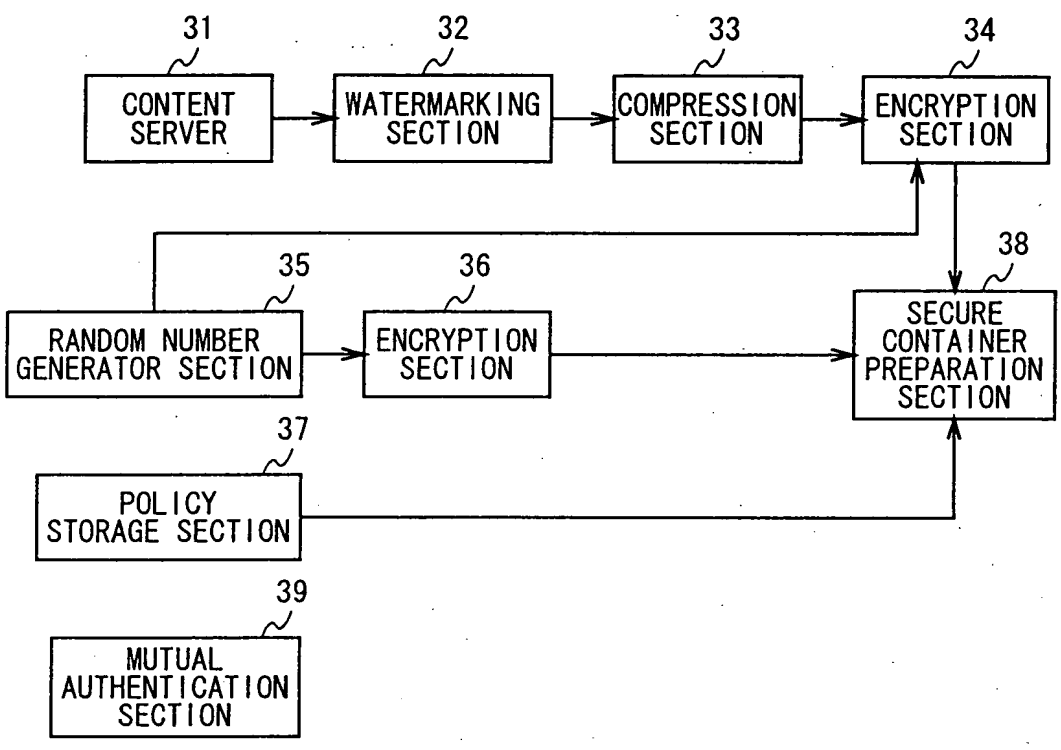 31
32
33
34
CONTENT
SERVER
WATERMARKING
SECTION
COMPRESSION
SECTION
ENCRYPTION
SECTION
35
36
38
RANDOM NUMBER
GENERATOR SECTION
ENCRYPTION
SECTION
SECURE
CONTAINER
PREPARATION
SECTION
37
POLICY
STORAGE SECTION
39
MUTUAL
AUTHENTICATION
SECTION